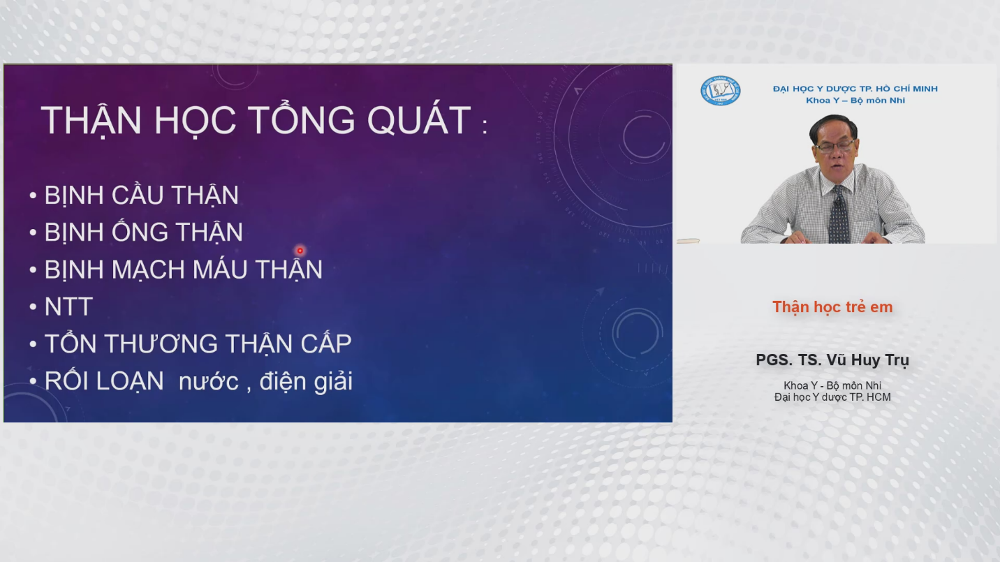 THẬN HỌC TỔNG QUÁT :
• BỊNH CẦU THẬN
• BỊNH ỐNG THẬN
• BỊNH MẠCH MÁU THẬN
• NTT
• TỔN THƯƠNG THẬN CẤP
• RỐI LOẠN nước , điện giải
ĐẠI HỌC Y DƯỢC TP. HỒ CHÍ MINH
Khoa Y – Bộ môn Nhi
Thận học trẻ em
PGS. TS. Vũ Huy Trụ
Khoa Y - Bộ môn Nhi
Đại học Y dược TP. HCM